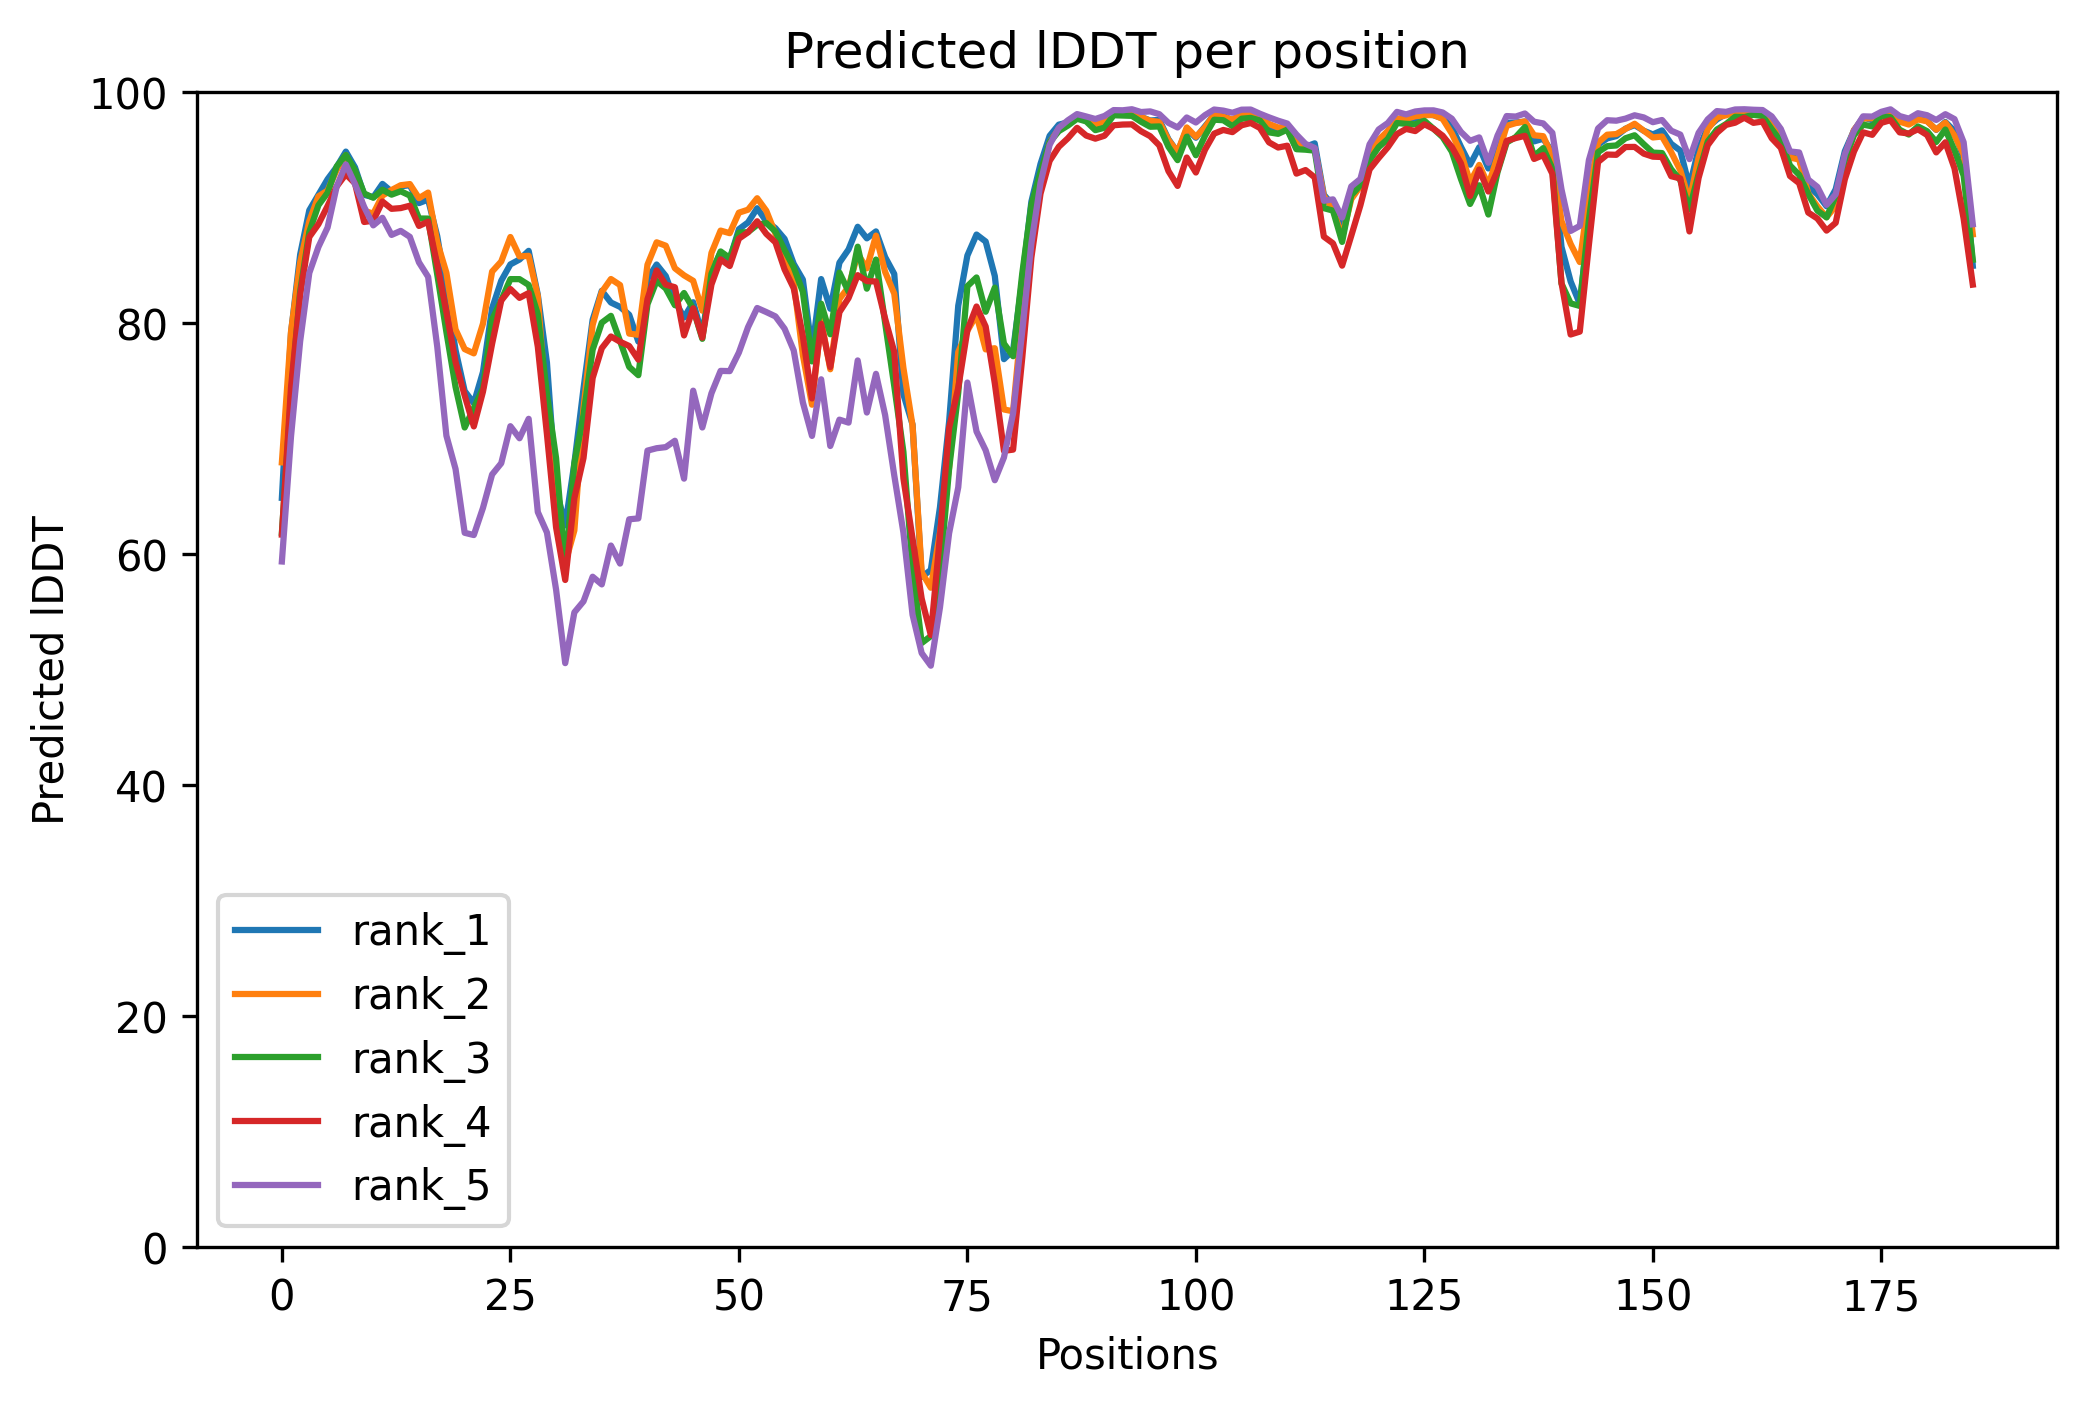 Predicted lDDT per position
Predicted lDDT
100
80
60
40
20
0
rank_1
rank_2
rank_3
rank_4
rank_5
0 25 50 75 100 125 150 175
Positions